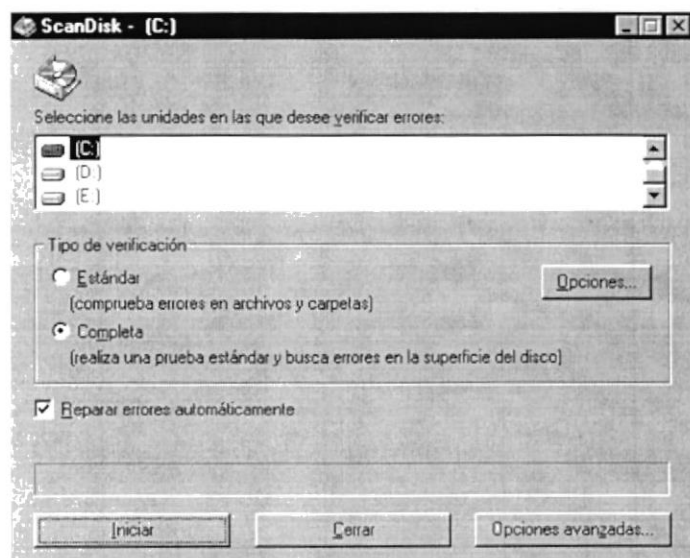 ScanDisk - (C:)
Seleccione las unidades en las que desee verificar errores:
(C:)
(D:)
(E:)
Tipo de verificación
Estándar
Opciones...
(comprueba errores en archivos y carpetas)
Completa
(realiza una prueba estándar y busca errores en la superficie del disco)
Reparar errores automáticamente
Iniciar
Cerrar
Opciones avanzadas...